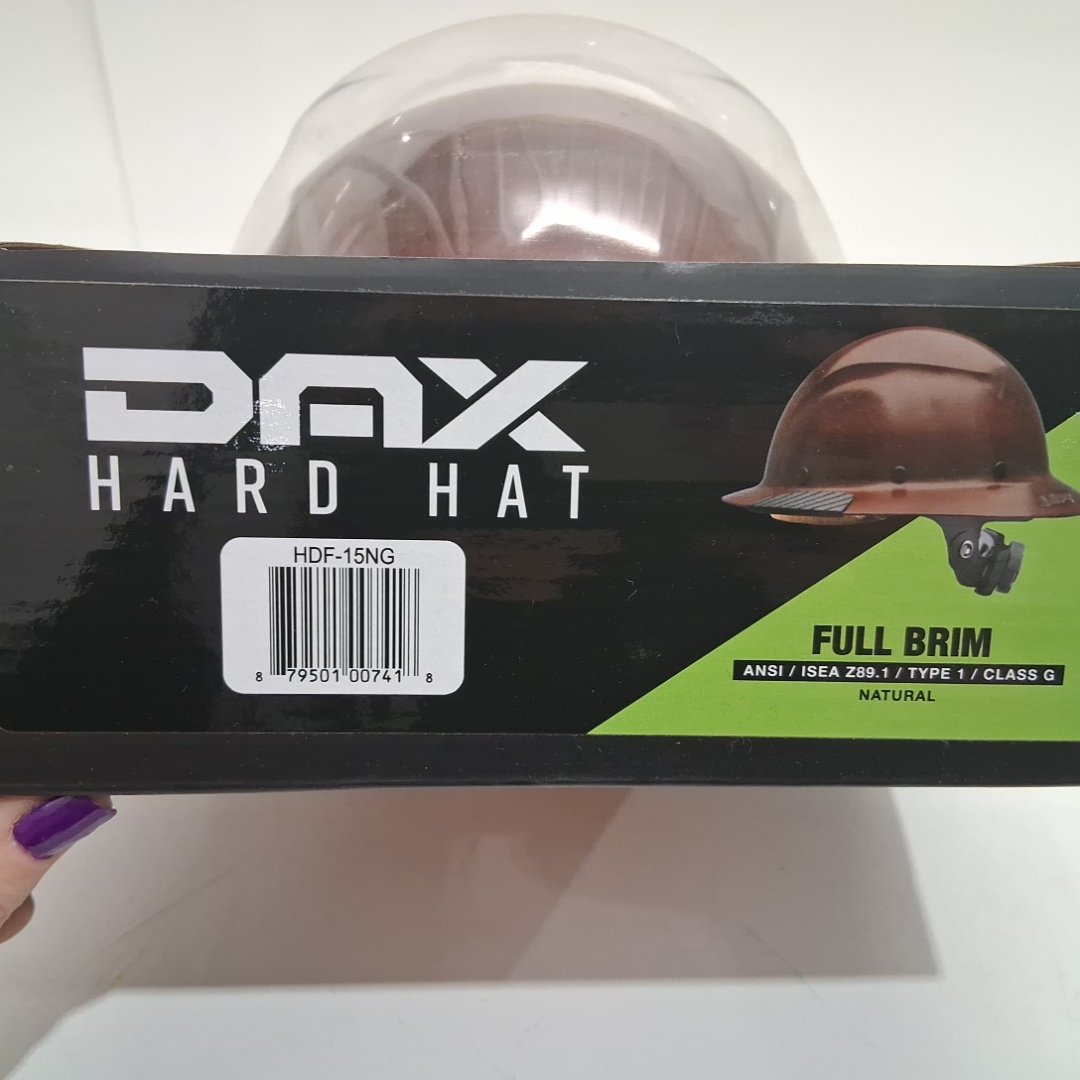 DAX
HARD HAT
HDF-15NG
8 79501 00741 8
FULL BRIM
ANSI / ISEA Z89.1 / TYPE 1 / CLASS G
NATURAL